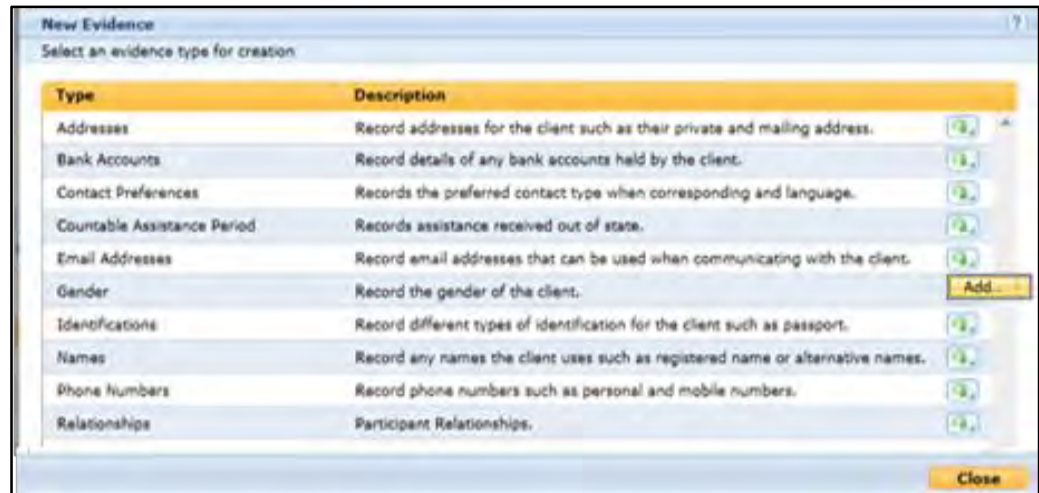 New Evidence ?
Select an evidence type for creation
Type Description
Addresses Record addresses for the client such as their private and mailing address.
Bank Accounts Record details of any bank accounts held by the client.
Contact Preferences Records the preferred contact type when corresponding and language.
Countable Assistance Period Records assistance received out of state.
Email Addresses Record email addresses that can be used when communicating with the client.
Gender Record the gender of the client. Add...
Identifications Record different types of identification for the client such as passport.
Names Record any names the client uses such as registered name or alternative names.
Phone Numbers Record phone numbers such as personal and mobile numbers.
Relationships Participant Relationships.
Close